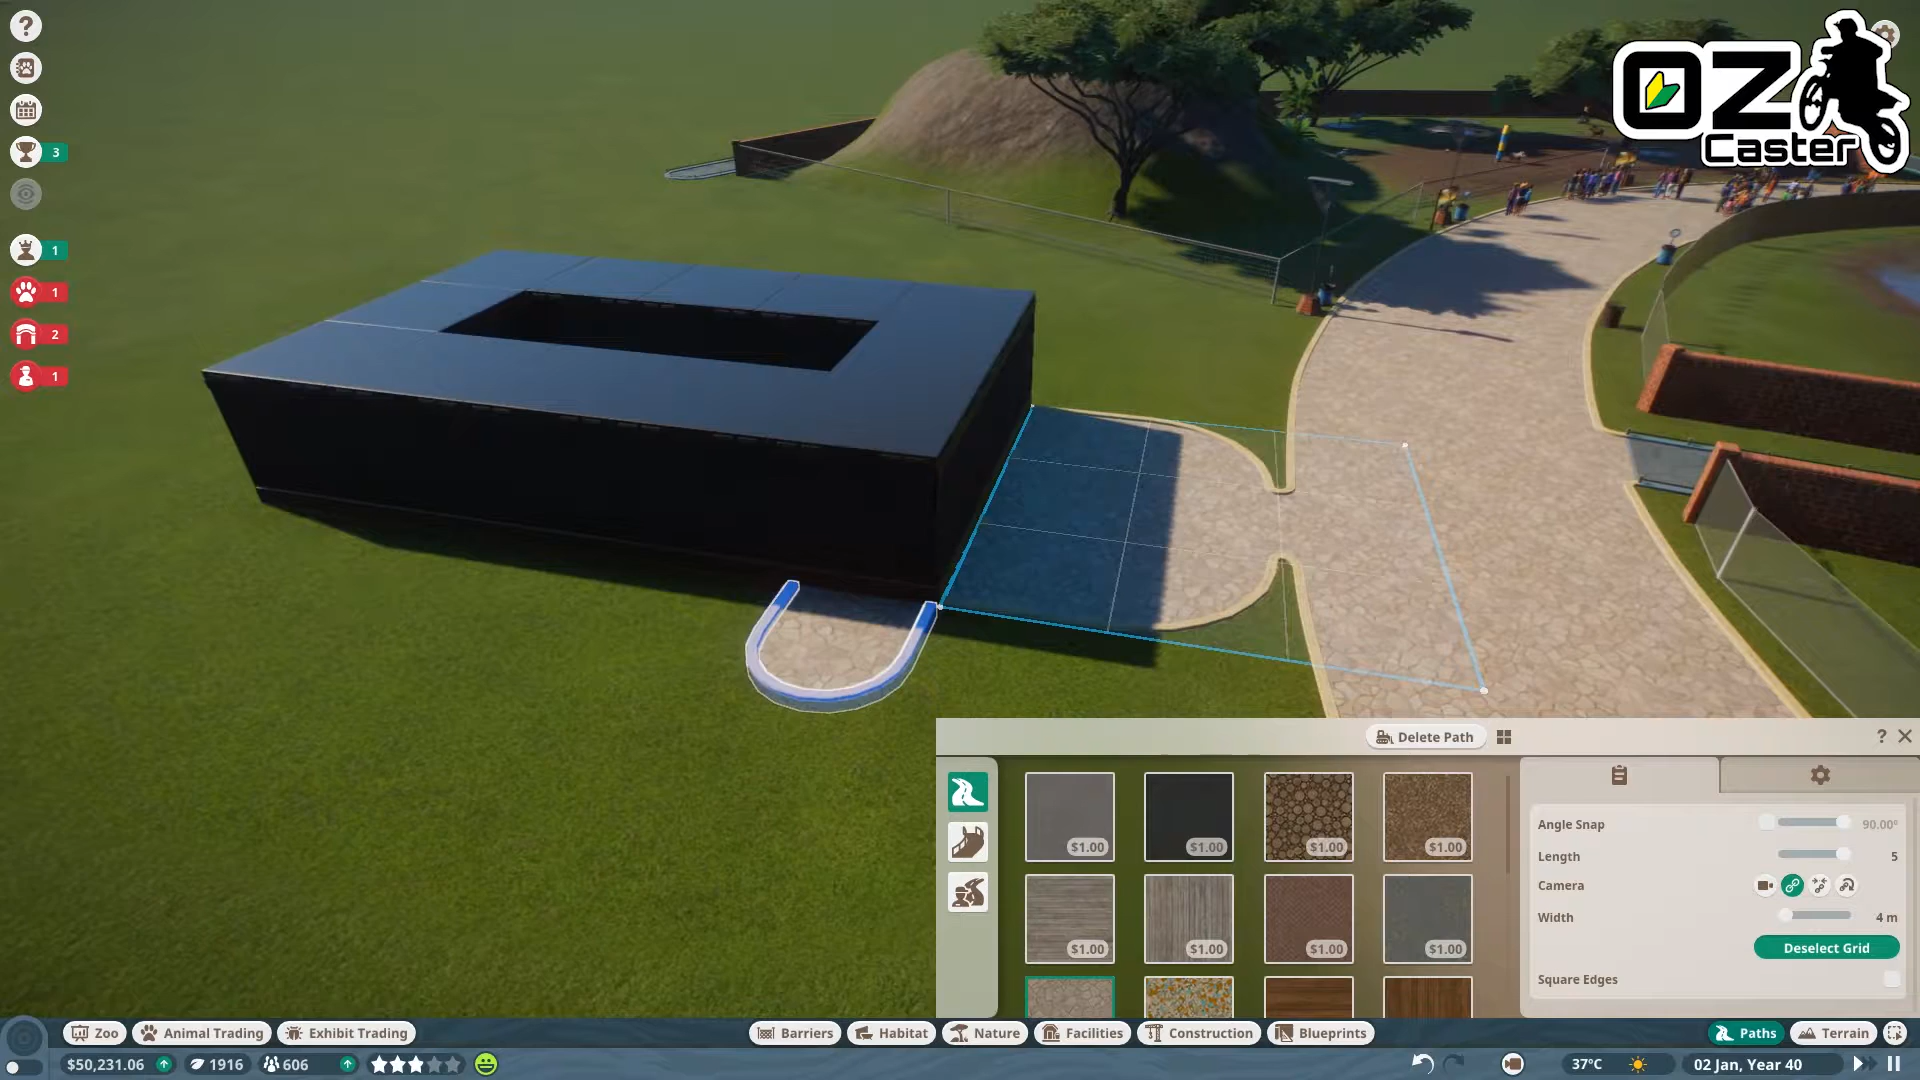 ?
OZ
Caster
3
1
1
2
1
Delete Path
?
$1.00
$1.00
$1.00
$1.00
$1.00
$1.00
$1.00
$1.00
Angle Snap
90.00°
Length
5
Camera
Width
4 m
Deselect Grid
Square Edges
Zoo
Animal Trading
Exhibit Trading
Barriers
Habitat
Nature
Facilities
Construction
Blueprints
Paths
Terrain
$50,231.06
1916
606
37°C
02 Jan, Year 40